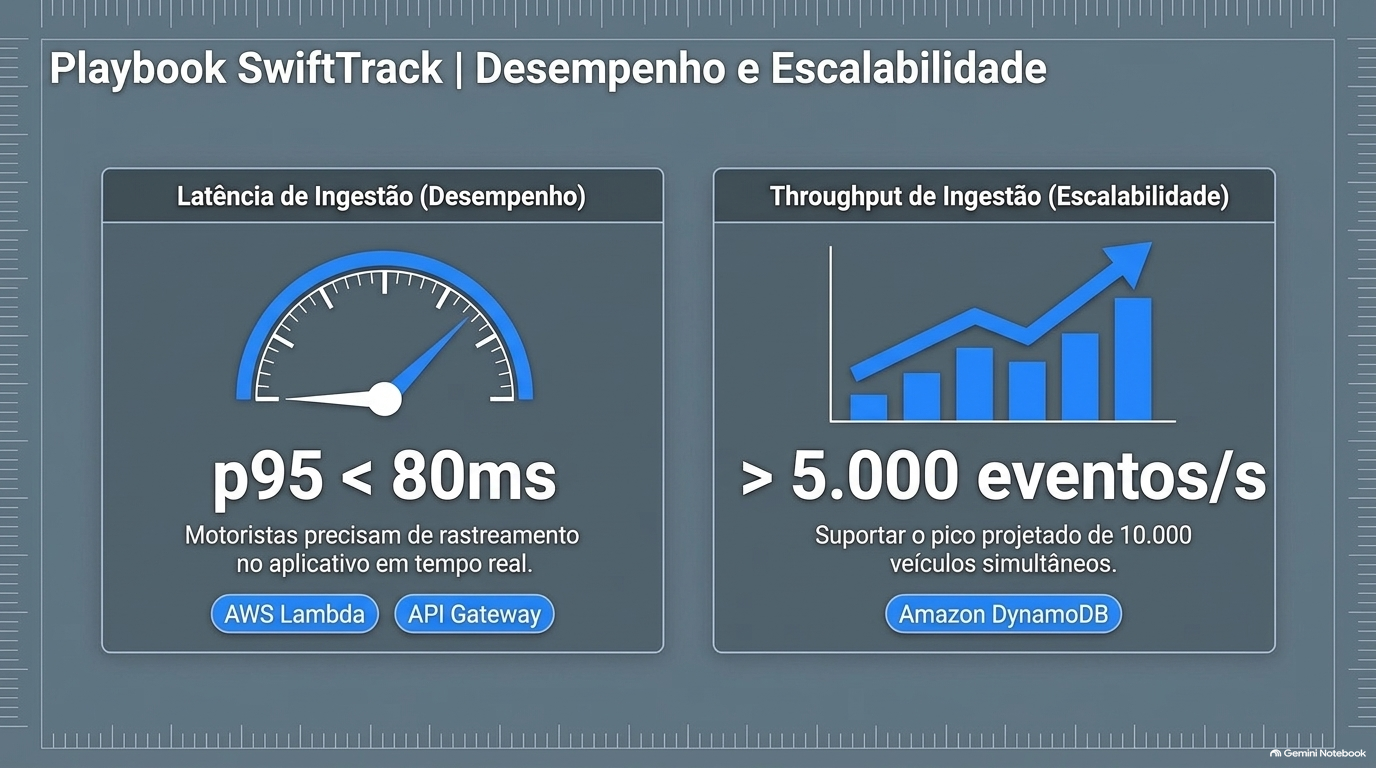 Playbook SwiftTrack | Desempenho e Escalabilidade
Latência de Ingestão (Desempenho)
p95 < 80ms
Motoristas precisam de rastreamento
no aplicativo em tempo real.
AWS Lambda
API Gateway
Throughput de Ingestão (Escalabilidade)
> 5.000 eventos/s
Suportar o pico projetado de 10.000
veículos simultâneos.
Amazon DynamoDB
Gemini Notebook